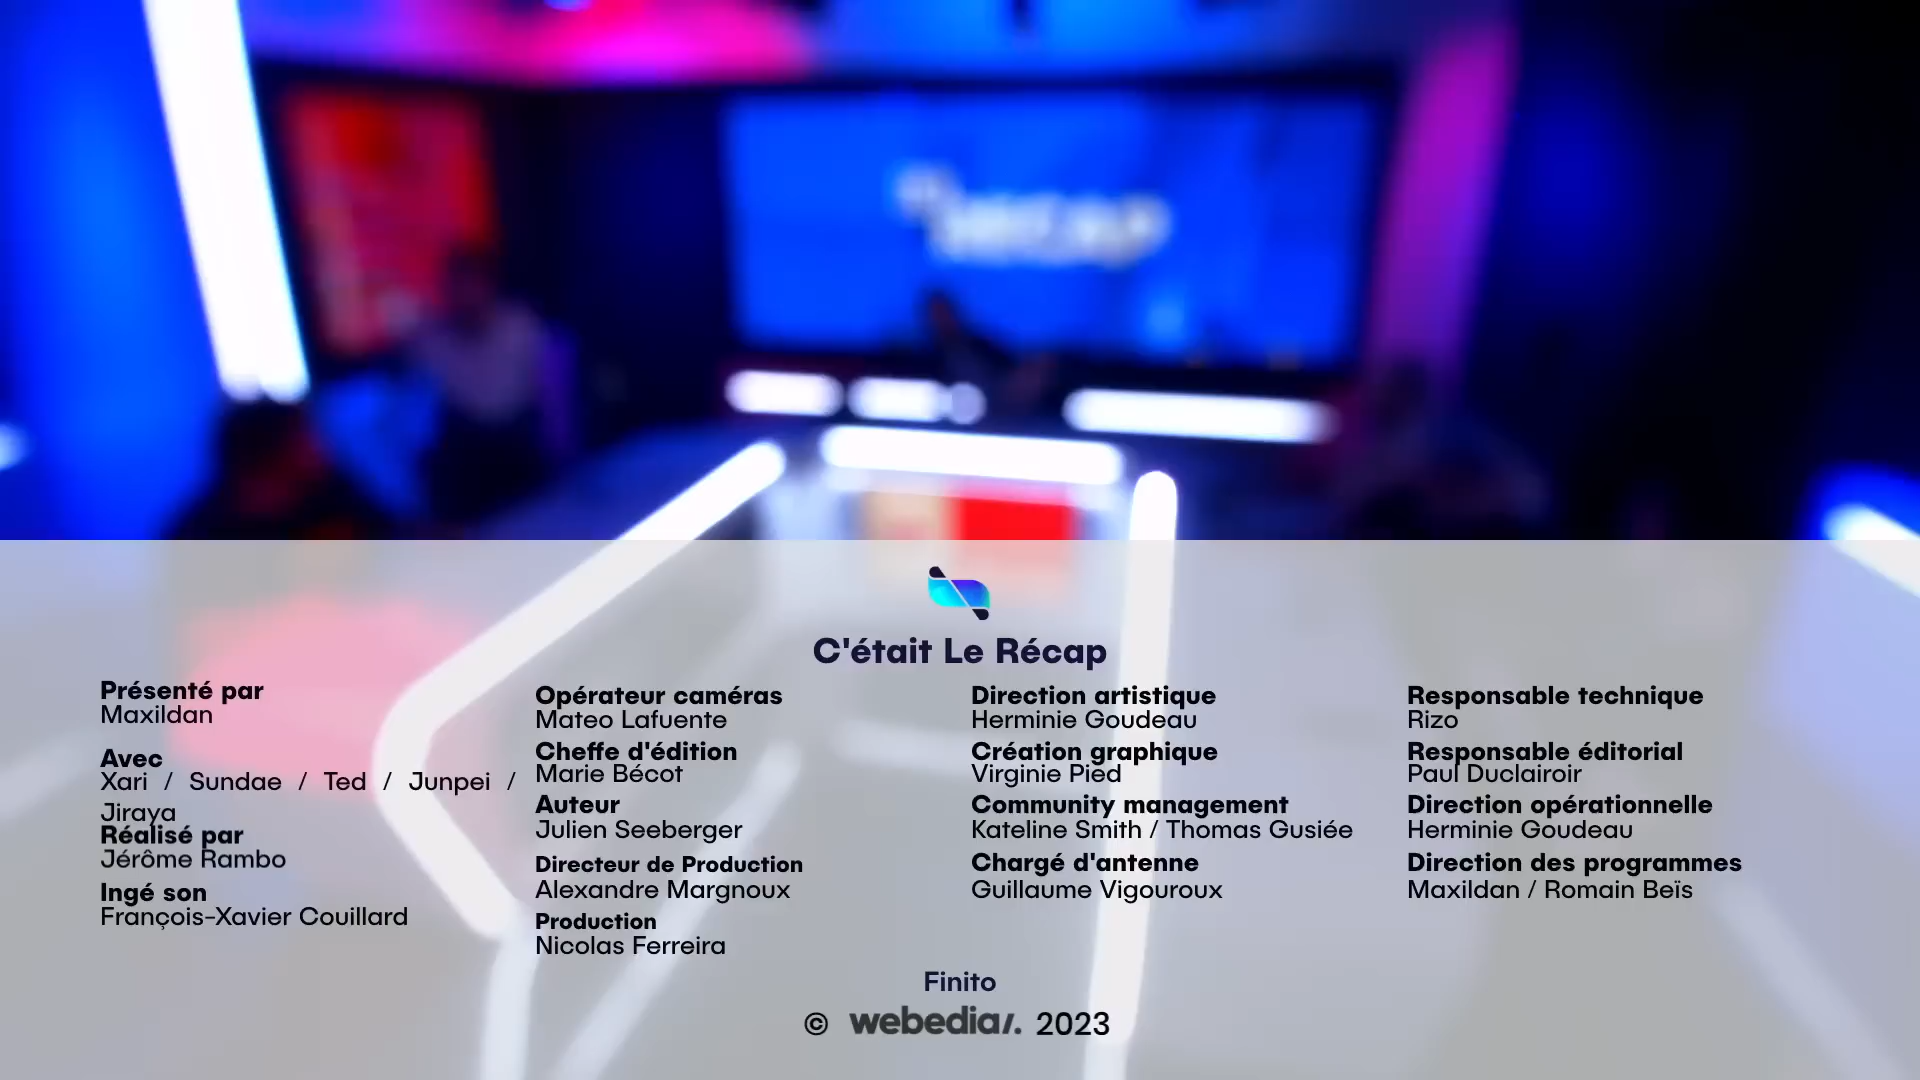 RECAP
C'était Le Récap
Présenté par
Maxildan
Avec
Xari / Sundae / Ted / Junpei /
Jiraya
Réalisé par
Jérôme Rambo
Ingé son
François-Xavier Couillard
Opérateur caméras
Mateo Lafuente
Cheffe d'édition
Marie Bécot
Auteur
Julien Seeberger
Directeur de Production
Alexandre Margnoux
Production
Nicolas Ferreira
Direction artistique
Herminie Goudeau
Création graphique
Virginie Pied
Community management
Kateline Smith / Thomas Gusiée
Chargé d'antenne
Guillaume Vigouroux
Responsable technique
Rizo
Responsable éditorial
Paul Duclairoir
Direction opérationnelle
Herminie Goudeau
Direction des programmes
Maxildan / Romain Beïs
Finito
© webedia/. 2023